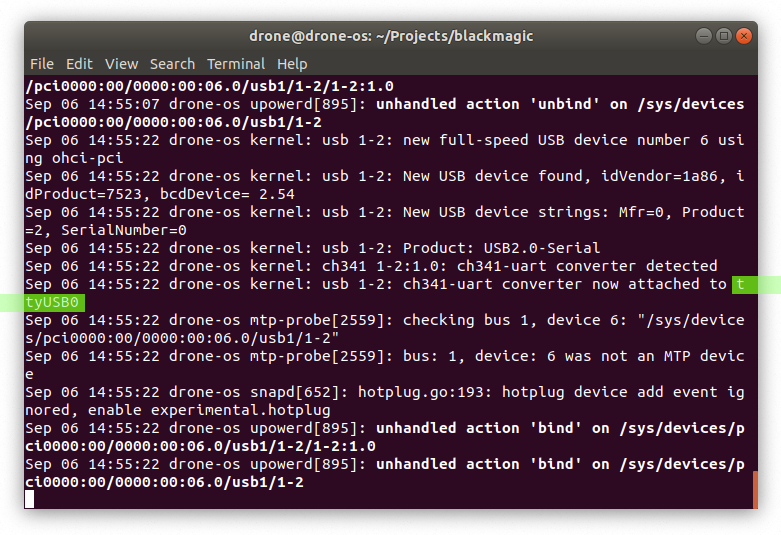 drone@drone-os: ~/Projects/blackmagic
File Edit View Search Terminal Help
/pci0000:00/0000:00:06.0/usb1/1-2/1-2:1.0
Sep 06 14:55:07 drone-os upowerd[895]: unhandled action 'unbind' on /sys/devices
/pci0000:00/0000:00:06.0/usb1/1-2
Sep 06 14:55:22 drone-os kernel: usb 1-2: new full-speed USB device number 6 usi
ng ohci-pci
Sep 06 14:55:22 drone-os kernel: usb 1-2: New USB device found, idVendor=1a86, i
dProduct=7523, bcdDevice= 2.54
Sep 06 14:55:22 drone-os kernel: usb 1-2: New USB device strings: Mfr=0, Product
=2, SerialNumber=0
Sep 06 14:55:22 drone-os kernel: usb 1-2: Product: USB2.0-Serial
Sep 06 14:55:22 drone-os kernel: ch341 1-2:1.0: ch341-uart converter detected
Sep 06 14:55:22 drone-os kernel: usb 1-2: ch341-uart converter now attached to t
tyUSB0
Sep 06 14:55:22 drone-os mtp-probe[2559]: checking bus 1, device 6: "/sys/device
s/pci0000:00/0000:00:06.0/usb1/1-2"
Sep 06 14:55:22 drone-os mtp-probe[2559]: bus: 1, device: 6 was not an MTP devic
e
Sep 06 14:55:22 drone-os snapd[652]: hotplug.go:193: hotplug device add event ig
nored, enable experimental.hotplug
Sep 06 14:55:22 drone-os upowerd[895]: unhandled action 'bind' on /sys/devices/p
ci0000:00/0000:00:06.0/usb1/1-2/1-2:1.0
Sep 06 14:55:22 drone-os upowerd[895]: unhandled action 'bind' on /sys/devices/p
ci0000:00/0000:00:06.0/usb1/1-2